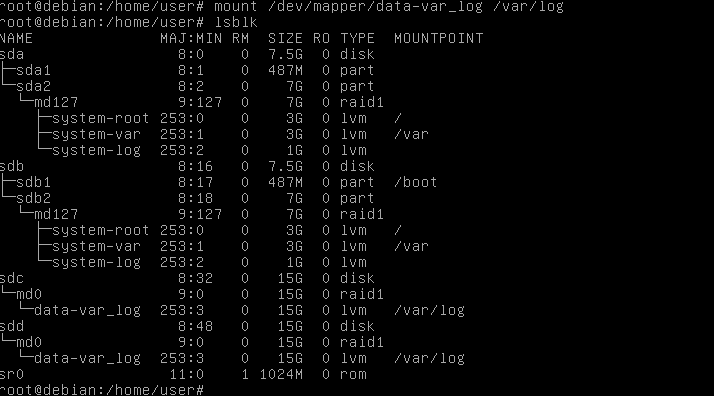 root@debian:/home/user# mount /dev/mapper/data-var_log /var/log
root@debian:/home/user# lsblk
NAME                MAJ:MIN RM  SIZE RO TYPE  MOUNTPOINT
sda                   8:0    0  7.5G  0 disk
├─sda1                8:1    0  487M  0 part
└─sda2                8:2    0    7G  0 part
  └─md127             9:127  0    7G  0 raid1
    ├─system-root 253:0    0    3G  0 lvm   /
    ├─system-var  253:1    0    3G  0 lvm   /var
    └─system-log  253:2    0    1G  0 lvm
sdb                   8:16   0  7.5G  0 disk
├─sdb1                8:17   0  487M  0 part  /boot
└─sdb2                8:18   0    7G  0 part
  └─md127             9:127  0    7G  0 raid1
    ├─system-root 253:0    0    3G  0 lvm   /
    ├─system-var  253:1    0    3G  0 lvm   /var
    └─system-log  253:2    0    1G  0 lvm
sdc                   8:32   0   15G  0 disk
└─md0                 9:0    0   15G  0 raid1
  └─data-var_log  253:3    0   15G  0 lvm   /var/log
sdd                   8:48   0   15G  0 disk
└─md0                 9:0    0   15G  0 raid1
  └─data-var_log  253:3    0   15G  0 lvm   /var/log
sr0                  11:0    1 1024M  0 rom
root@debian:/home/user#